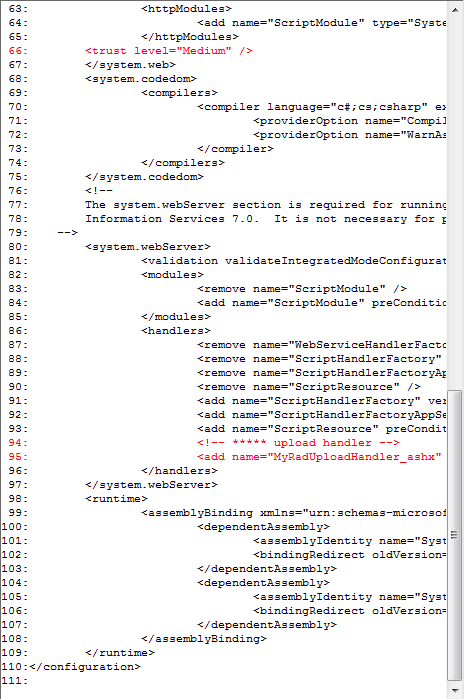 63: <httpModules>
64: <add name="ScriptModule" type="Syste
65: </httpModules>
66: <trust level="Medium" />
67: </system.web>
68: <system.codedom>
69: <compilers>
70: <compiler language="c#;cs;csharp" ex
71: <providerOption name="Compil
72: <providerOption name="WarnAs
73: </compiler>
74: </compilers>
75: </system.codedom>
76: <!--
77: The system.webServer section is required for running
78: Information Services 7.0. It is not necessary for p
79: -->
80: <system.webServer>
81: <validation validateIntegratedModeConfigurat
82: <modules>
83: <remove name="ScriptModule" />
84: <add name="ScriptModule" preConditio
85: </modules>
86: <handlers>
87: <remove name="WebServiceHandlerFacto
88: <remove name="ScriptHandlerFactory"
89: <remove name="ScriptHandlerFactoryAp
90: <remove name="ScriptResource" />
91: <add name="ScriptHandlerFactory" ver
92: <add name="ScriptHandlerFactoryAppSe
93: <add name="ScriptResource" preCondit
94: <!-- ***** upload handler -->
95: <add name="MyRadUploadHandler_ashx"
96: </handlers>
97: </system.webServer>
98: <runtime>
99: <assemblyBinding xmlns="urn:schemas-microsof
100: <dependentAssembly>
101: <assemblyIdentity name="Syst
102: <bindingRedirect oldVersion=
103: </dependentAssembly>
104: <dependentAssembly>
105: <assemblyIdentity name="Syst
106: <bindingRedirect oldVersion=
107: </dependentAssembly>
108: </assemblyBinding>
109: </runtime>
110:</configuration>
111: